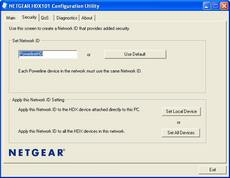 NETGEAR HDX101 Configuration Utility
Main Security QoS Diagnostics About
Use this screen to create a Network ID that provides added security.
Set Network ID
or Use Default
Each Powerline device in the network must use the same Network ID.
Apply the Network ID Setting
Apply this Network ID to the HDX device attached directly to this PC. Set Local Device
or
Apply this Network ID to all the HDX devices in this network. Set All Devices
NETGEAR
Exit